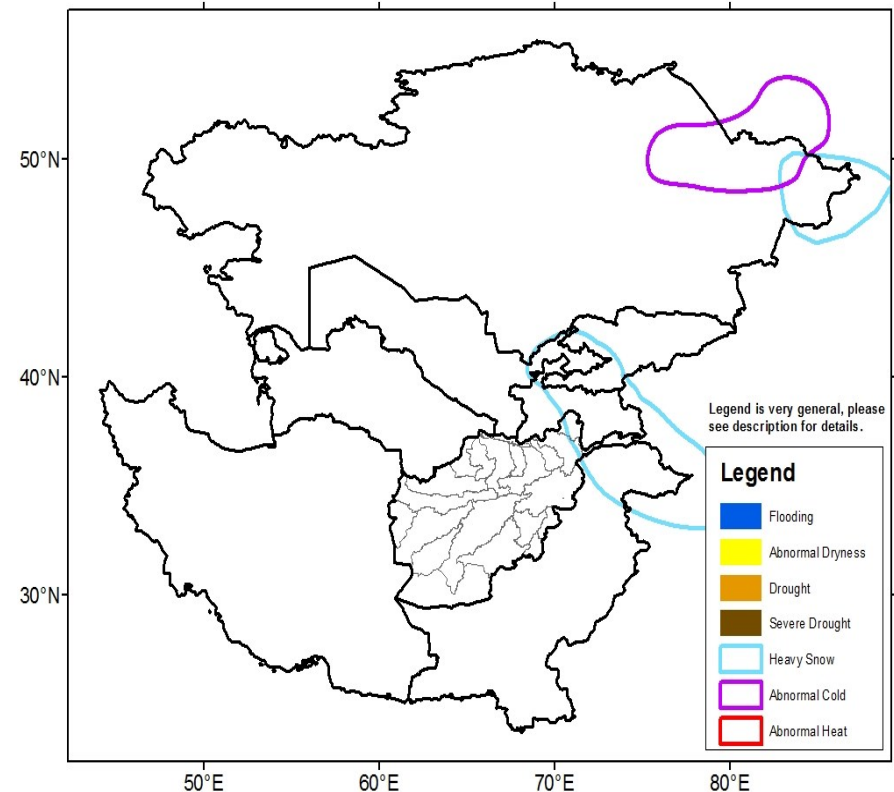 50°N
40°N
30°N
Legend is very general, please
see description for details.
Legend
Flooding
Abnormal Dryness
Drought
Severe Drought
Heavy Snow
Abnormal Cold
Abnormal Heat
50°E 60°E 70°E 80°E